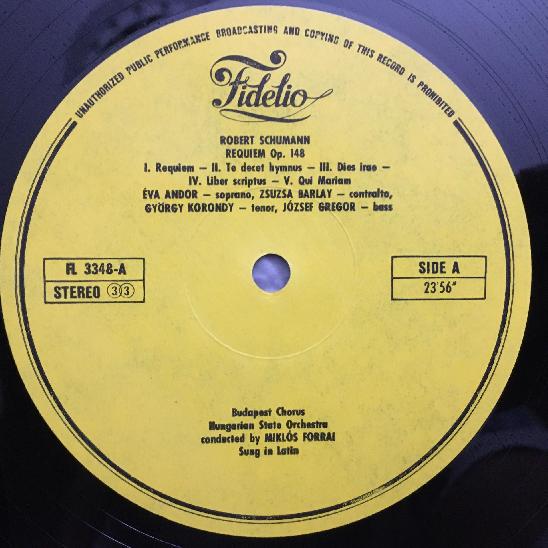 UNAUTHORIZED PUBLIC PERFORMANCE BROADCASTING AND COPYING OF THIS RECORD IS PROHIBITED
Fidelio
ROBERT SCHUMANN
REQUIEM Op. 148
I. Requiem – II. Te decet hymnus – III. Dies irae –
IV. Liber scriptus – V. Qui Mariam
ÉVA ANDOR – soprano, ZSUZSA BARLAY – contralto,
GYÖRGY KORONDY – tenor, JÓZSEF GREGOR – bass
FL 3348-A
STEREO 33
SIDE A
23'56"
Budapest Chorus
Hungarian State Orchestra
conducted by MIKLÓS FORRAI
Sung in Latin